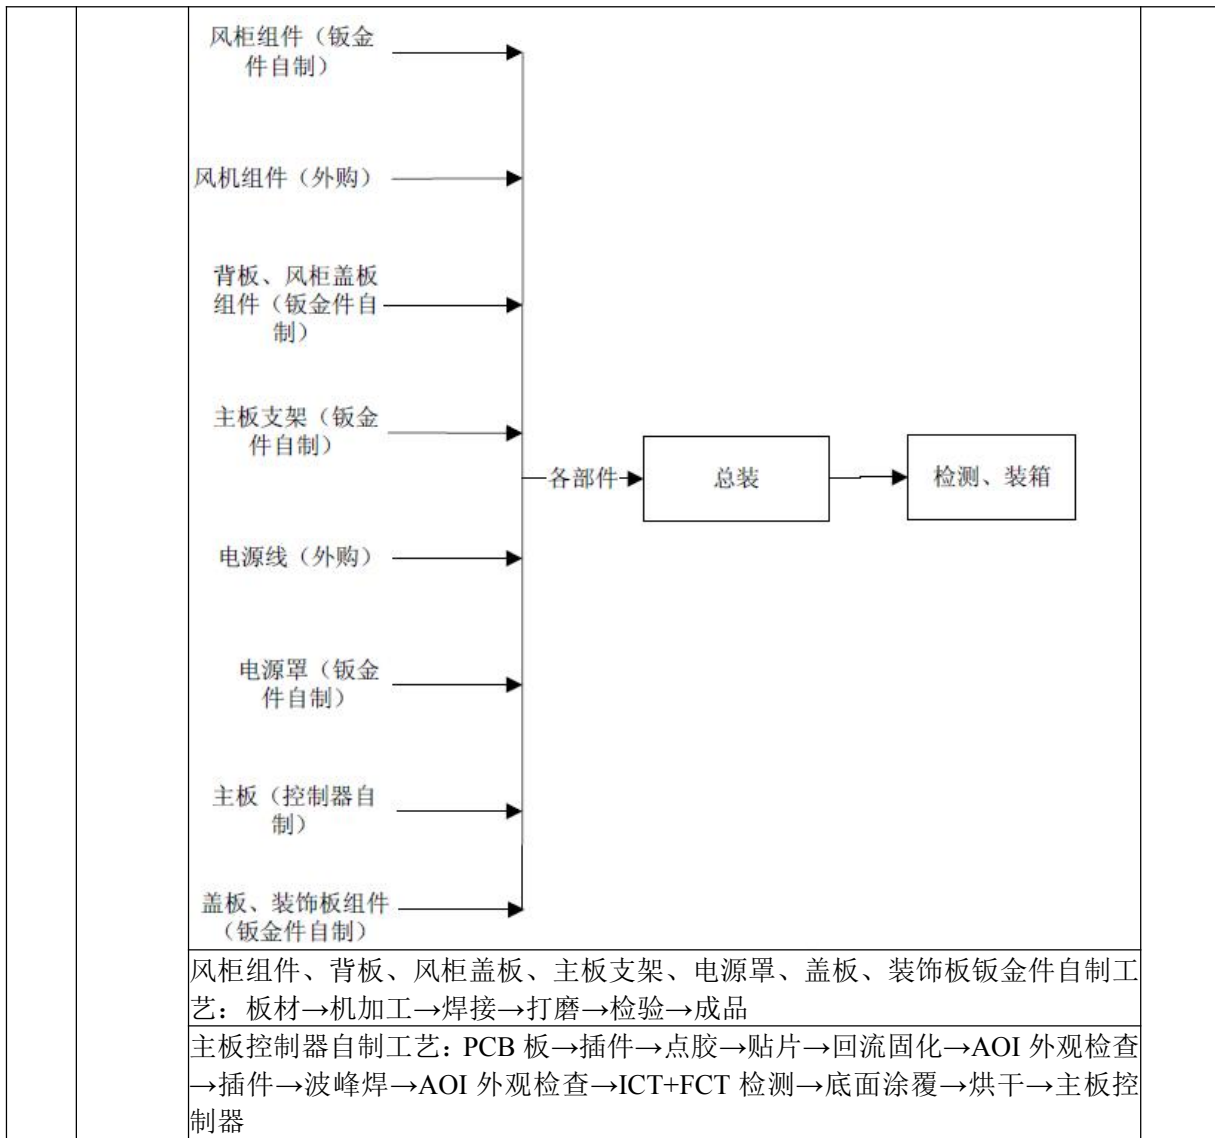 风柜组件（钣金
件自制）
风机组件（外购）
背板、风柜盖板
组件（钣金件自
制）
主板支架（钣金
件自制）
各部件
总装
检测、装箱
电源线（外购）
电源罩（钣金
件自制）
主板（控制器自
制）
盖板、装饰板组件
（钣金件自制）
风柜组件、背板、风柜盖板、主板支架、电源罩、盖板、装饰板钣金件自制工
艺：板材→机加工→焊接→打磨→检验→成品
主板控制器自制工艺：PCB 板→插件→点胶→贴片→回流固化→AOI 外观检查
→插件→波峰焊→AOI 外观检查→ICT+FCT 检测→底面涂覆→烘干→主板控
制器